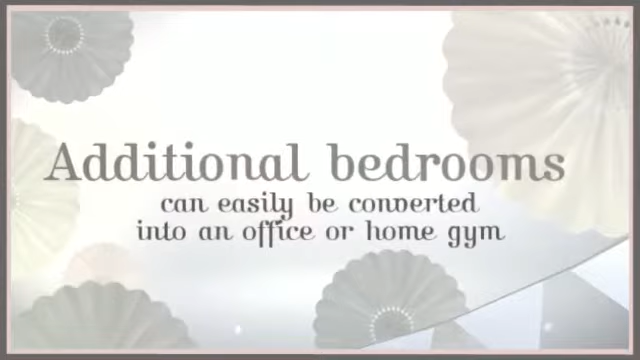 Additional bedrooms
can easily be converted
into an office or home gym